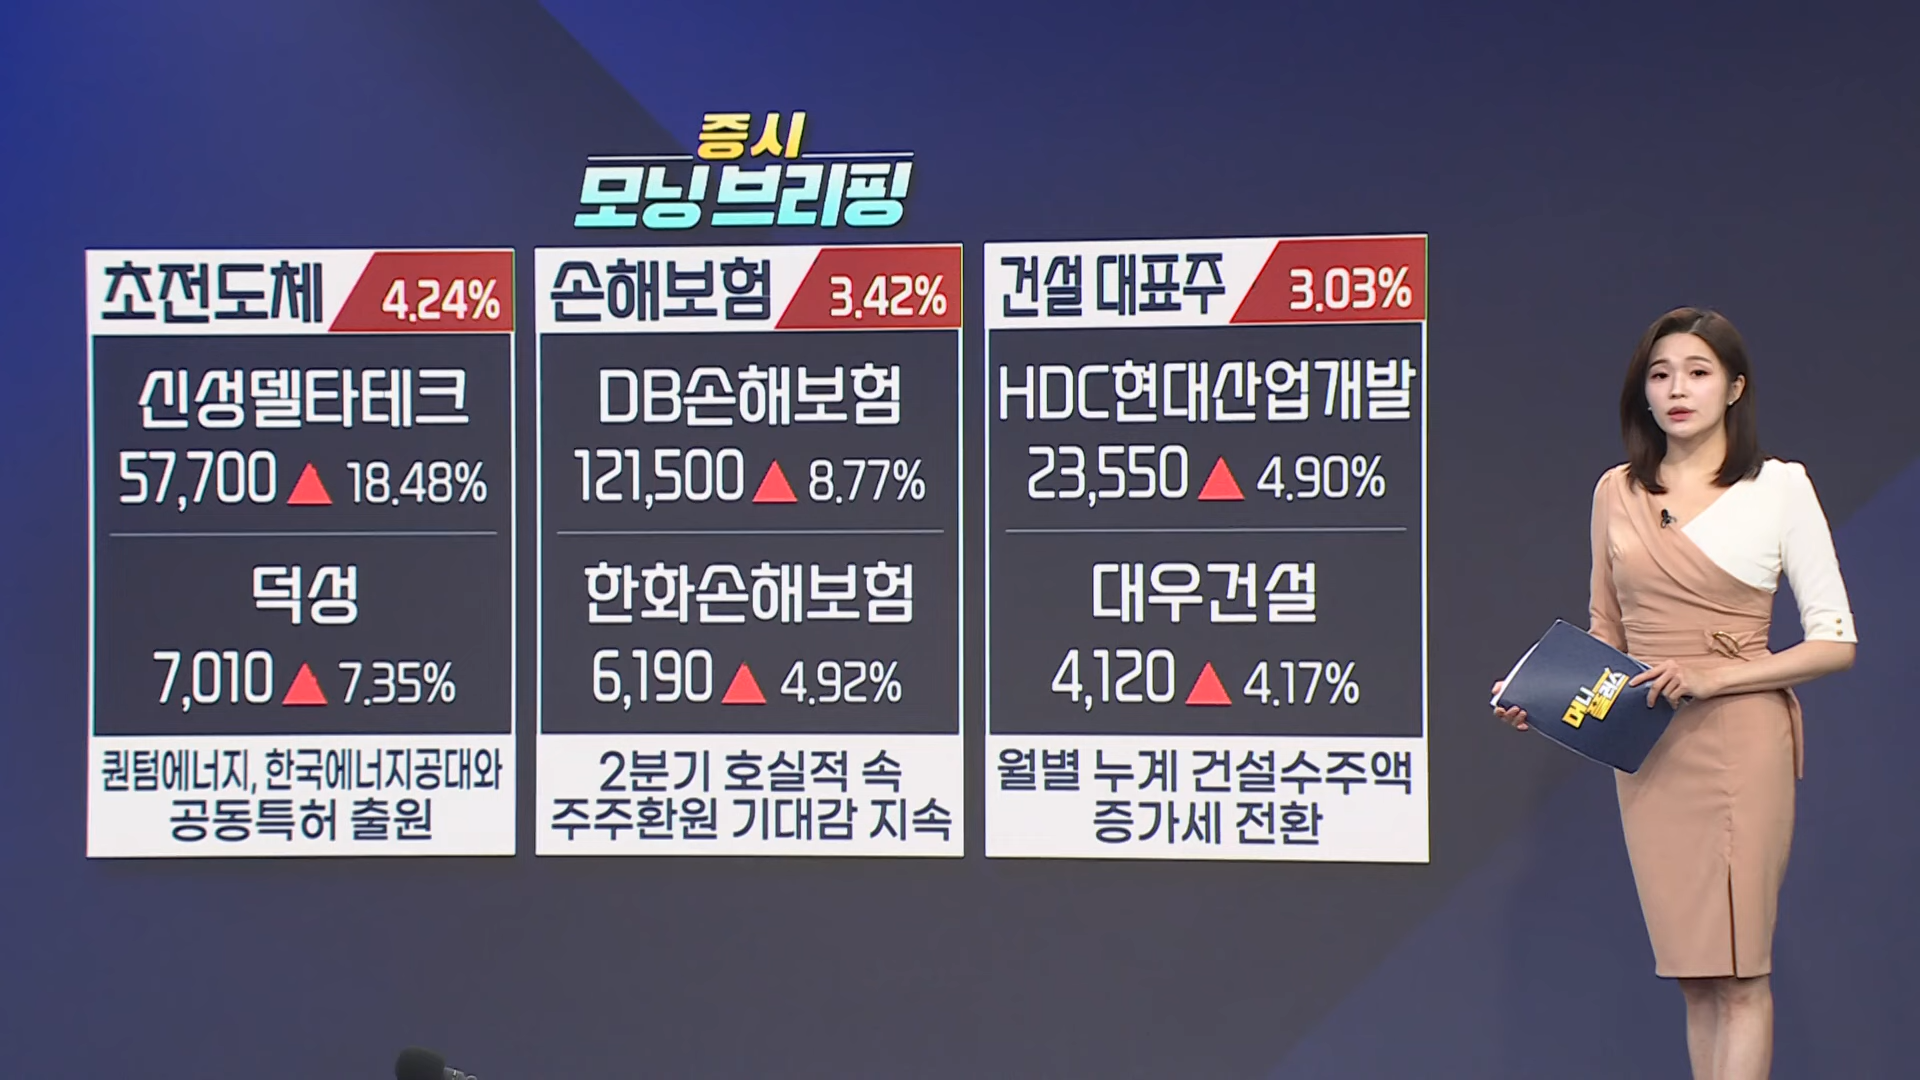 증시
모닝 브리핑
초전도체 4.24%
신성델타테크
57,700 ▲ 18.48%
덕성
7,010 ▲ 7.35%
퀀텀에너지, 한국에너지공대와
공동특허 출원
손해보험 3.42%
DB손해보험
121,500 ▲ 8.77%
한화손해보험
6,190 ▲ 4.92%
2분기 호실적 속
주주환원 기대감 지속
건설 대표주 3.03%
HDC현대산업개발
23,550 ▲ 4.90%
대우건설
4,120 ▲ 4.17%
월별 누계 건설수주액
증가세 전환
머니
플러스